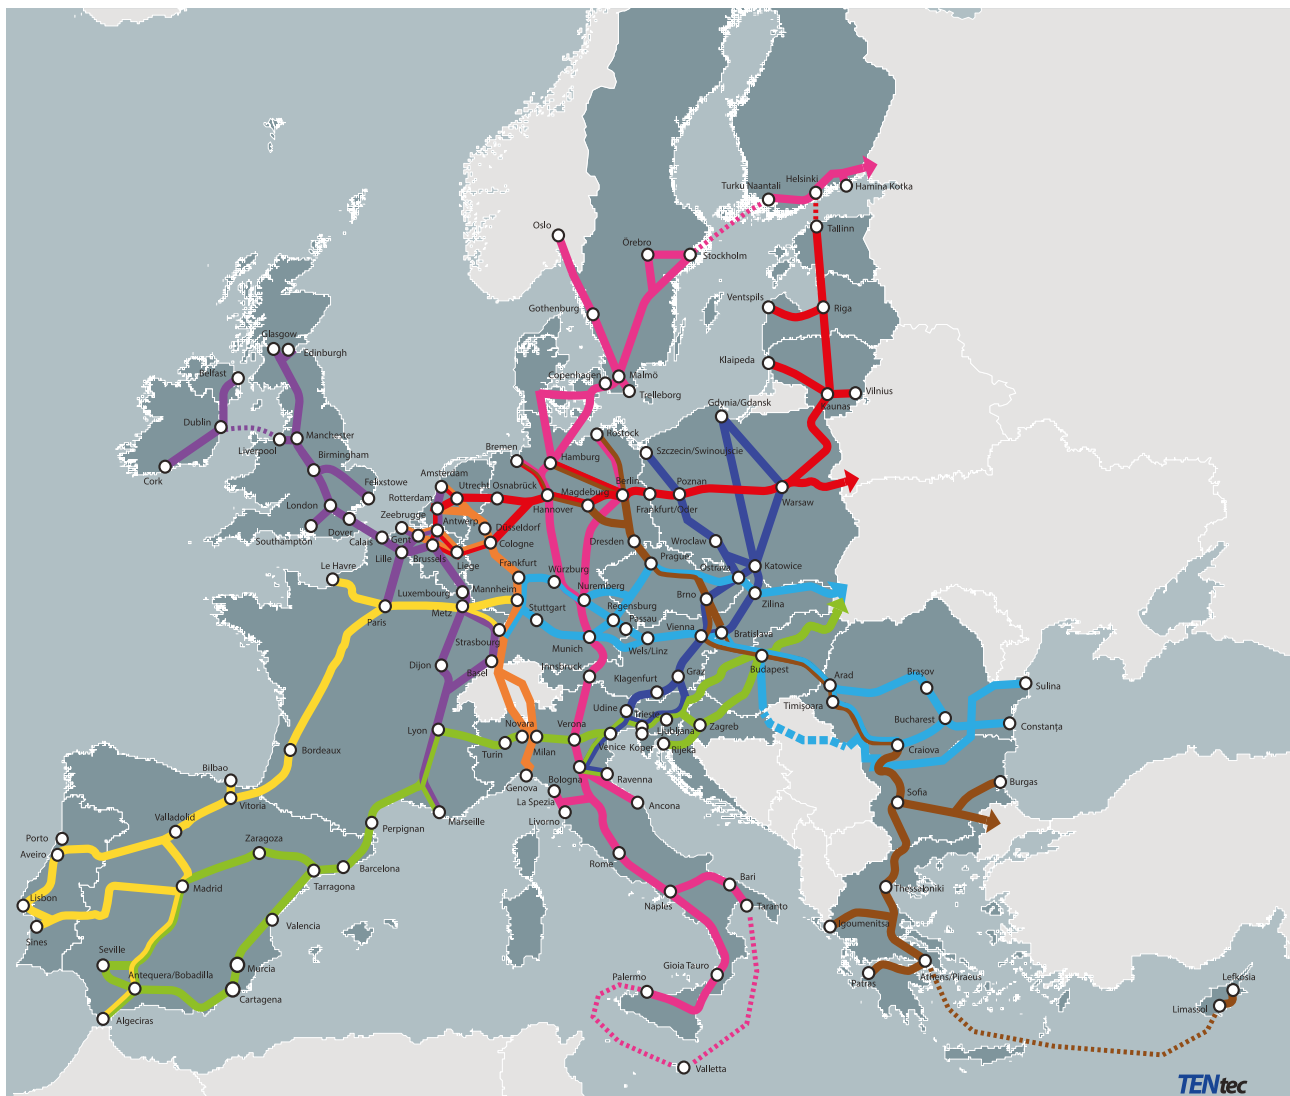 Helsinki
Turku Naantali
Hamina Kotka
Oslo
Tallinn
Örebro
Stockholm
Ventspils
Gothenburg
Riga
Glasgow
Edinburgh
Klaipeda
Belfast
Copenhagen
Malmö
Vilnius
Trelleborg
Kaunas
Gdynia/Gdansk
Dublin
Manchester
Rostock
Liverpool
Bremen
Szczecin/Swinoujscie
Birmingham
Hamburg
Cork
Amsterdam
Felixstowe
Utrecht
Osnabrück
Berlin
Poznan
Rotterdam
Magdeburg
London
Hannover
Frankfurt/Oder
Warsaw
Zeebrugge
Antwerp
Dover
Düsseldorf
Southampton
Gent
Calais
Cologne
Dresden
Wroclaw
Lille
Brussels
Liege
Prague
Le Havre
Frankfurt
Katowice
Würzburg
Ostrava
Luxembourg
Mannheim
Nuremberg
Brno
Zilina
Metz
Stuttgart
Regensburg
Paris
Passau
Vienna
Bratislava
Strasbourg
Munich
Wels/Linz
Dijon
Basel
Innsbruck
Budapest
Graz
Arad
Braşov
Klagenfurt
Sulina
Timişoara
Udine
Trieste
Bucharest
Novara
Verona
Ljubljana
Zagreb
Constanţa
Lyon
Venice
Koper
Rijeka
Craiova
Bordeaux
Turin
Milan
Bilbao
Bologna
Ravenna
Burgas
Genova
Sofia
Vitoria
La Spezia
Ancona
Valladolid
Livorno
Marseille
Perpignan
Porto
Zaragoza
Aveiro
Rome
Barcelona
Madrid
Tarragona
Bari
Thessaloniki
Lisbon
Naples
Taranto
Sines
Valencia
Igoumenitsa
Seville
Murcia
Gioia Tauro
Antequera/Bobadilla
Palermo
Athens/Piraeus
Patras
Lefkosia
Cartagena
Limassol
Algeciras
Valletta
TENtec